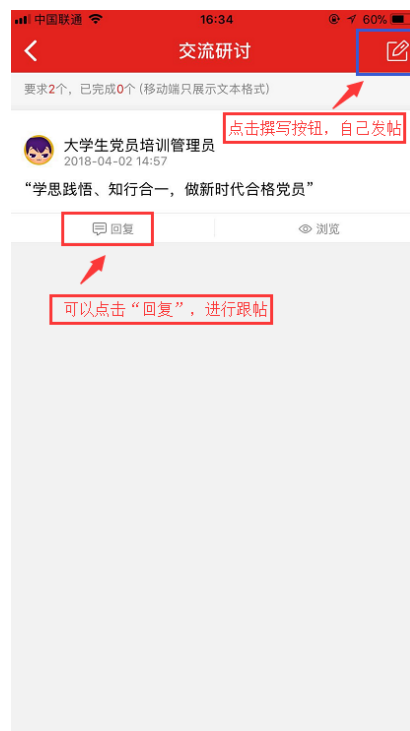 中国联通 16:34 60%
交流研讨
要求2个，已完成0个 (移动端只展示文本格式)
点击撰写按钮，自己发帖
大学生党员培训管理员
2018-04-02 14:57
“学思践悟、知行合一，做新时代合格党员”
回复 浏览
可以点击“回复”，进行跟帖